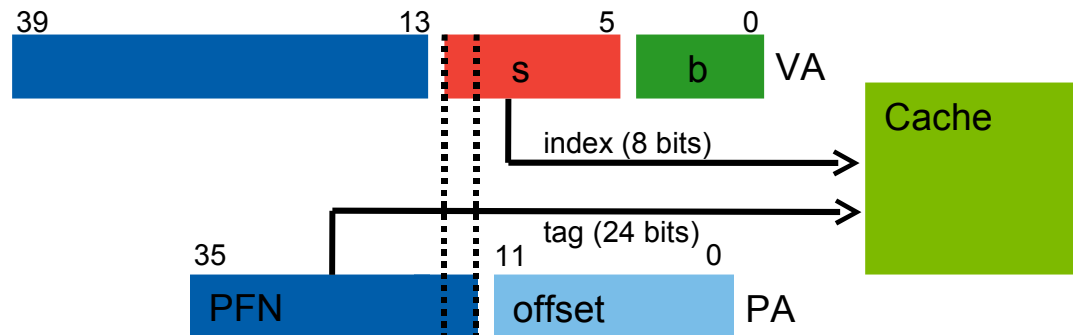 39 13 5 0
s b VA
Cache
index (8 bits)
tag (24 bits)
35 11 0
PFN offset PA